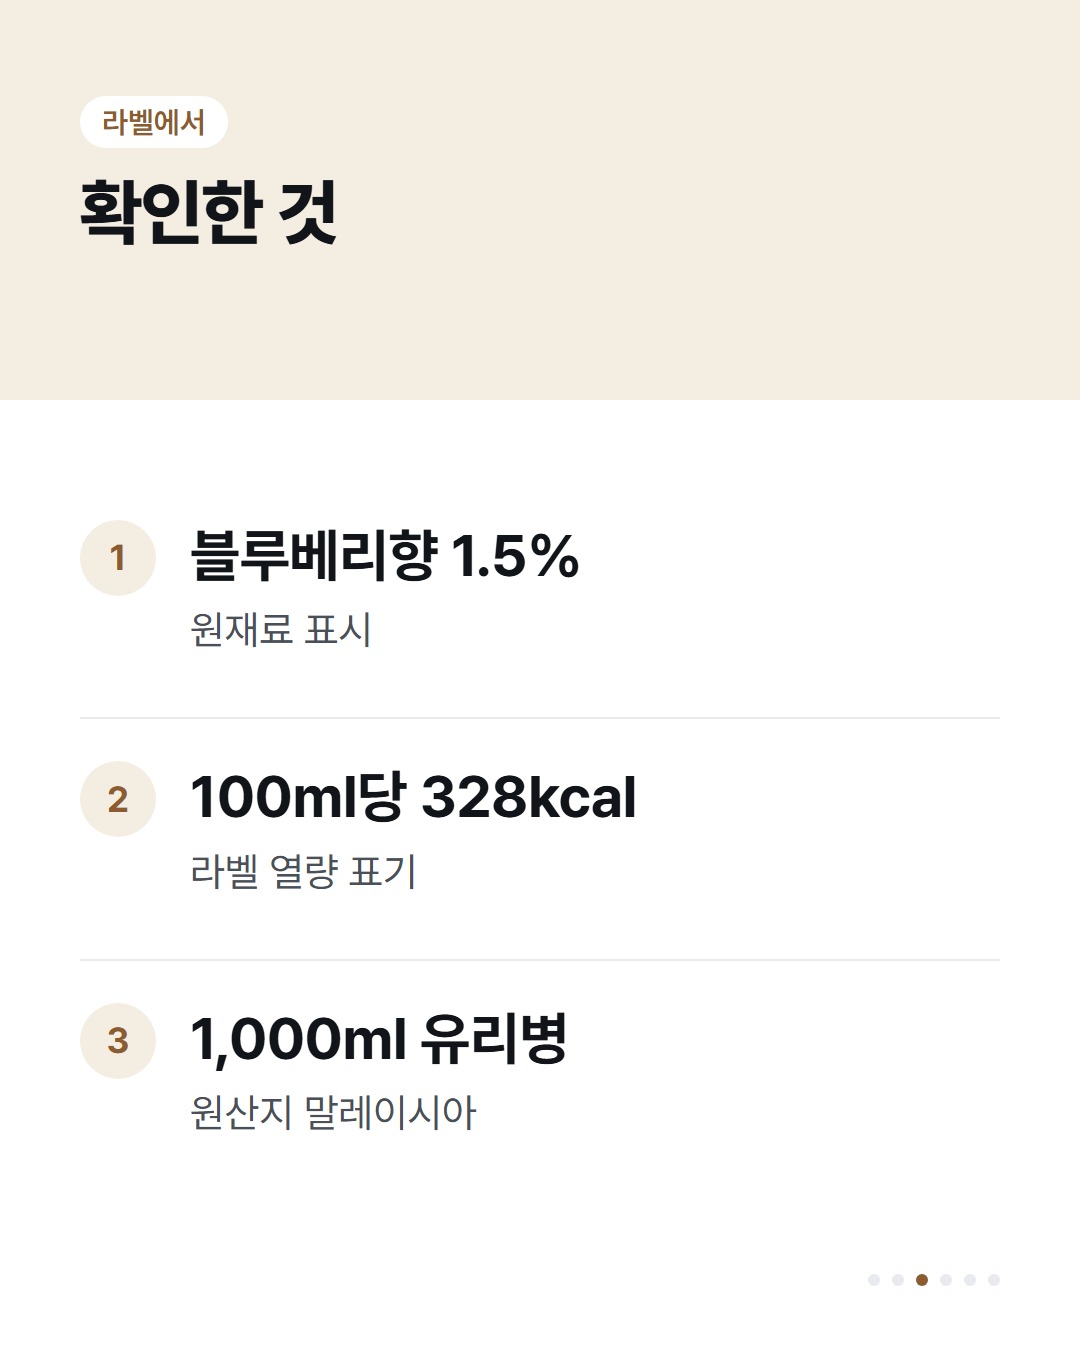 라벨에서
확인한 것
1
블루베리향 1.5%
원재료 표시
2
100ml당 328kcal
라벨 열량 표기
3
1,000ml 유리병
원산지 말레이시아